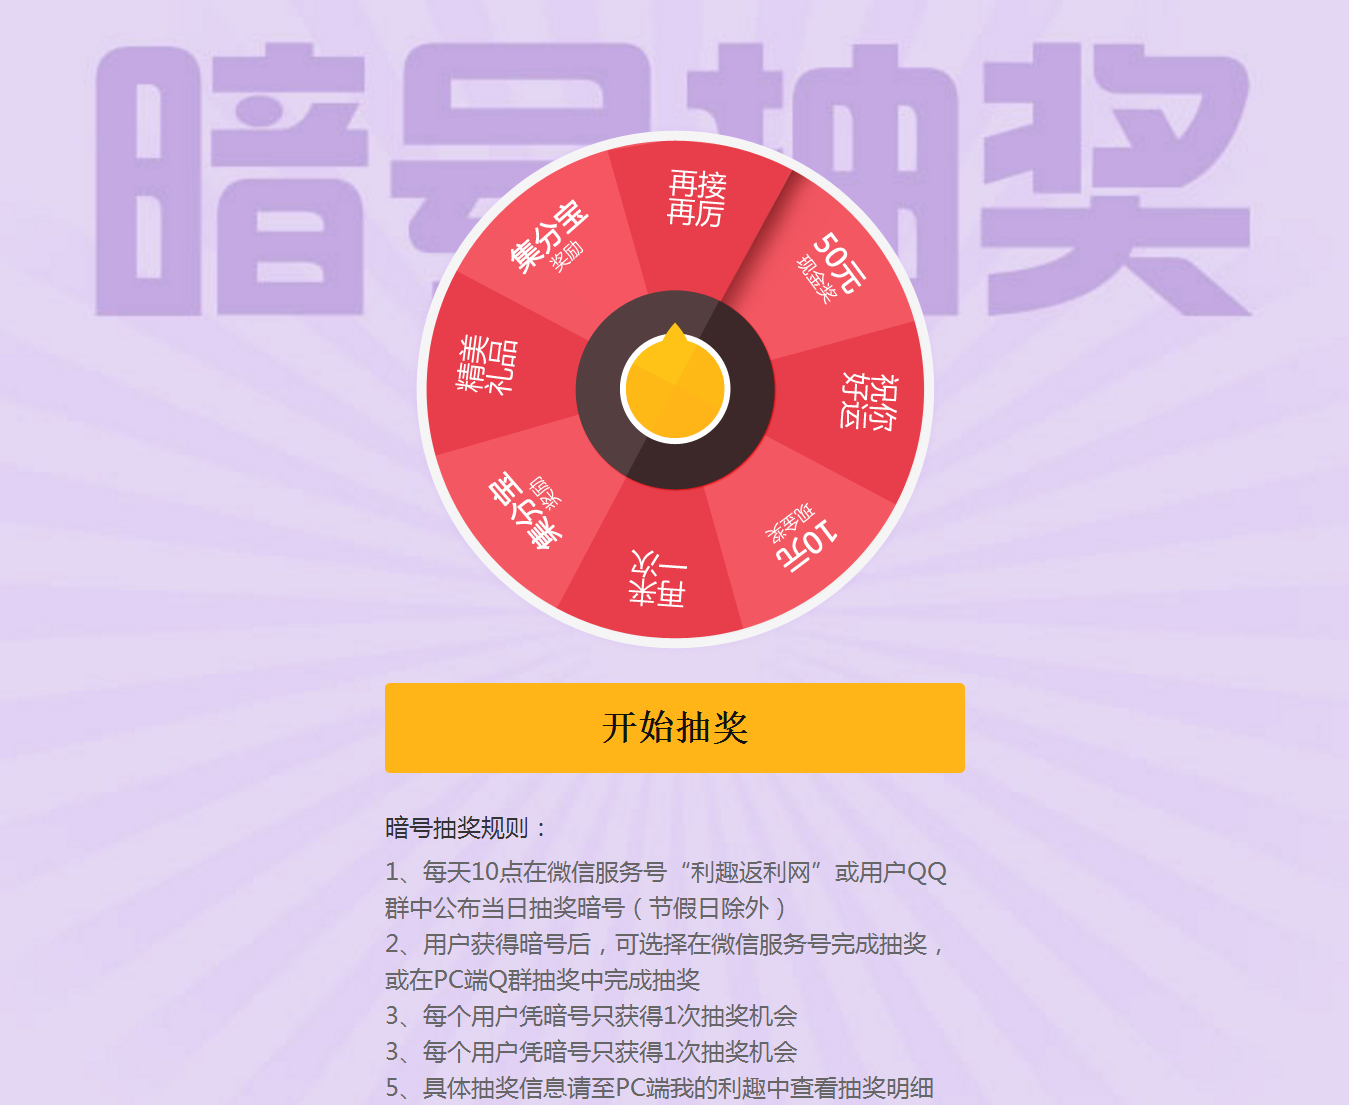 暗号抽奖
再接
再厉
50元
现金奖
祝你
好运
10元
现金奖
再来
一次
集分宝
奖励
精美
礼品
集分宝
奖励
开始抽奖
暗号抽奖规则：
1、每天10点在微信服务号“利趣返利网”或用户QQ
群中公布当日抽奖暗号（节假日除外）
2、用户获得暗号后，可选择在微信服务号完成抽奖，
或在PC端Q群抽奖中完成抽奖
3、每个用户凭暗号只获得1次抽奖机会
3、每个用户凭暗号只获得1次抽奖机会
5、具体抽奖信息请至PC端我的利趣中查看抽奖明细